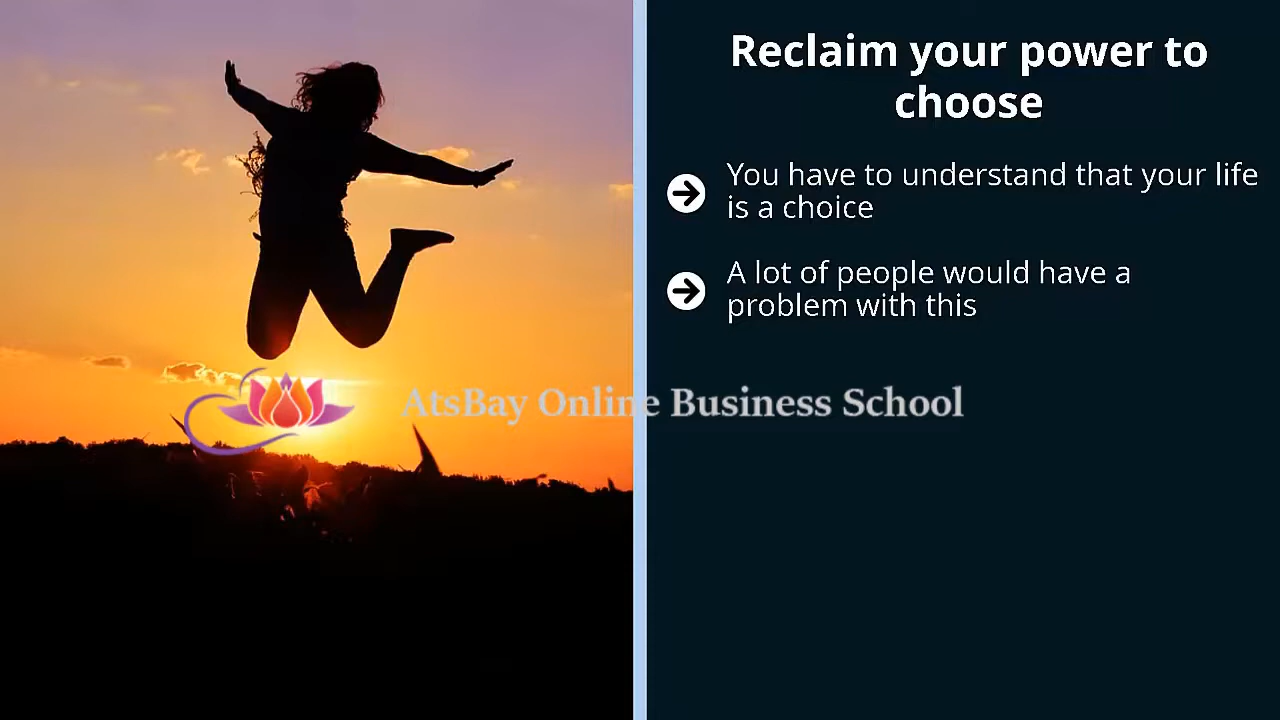 Reclaim your power to
choose
You have to understand that your life
is a choice
A lot of people would have a
problem with this
AtsBay Online Business School